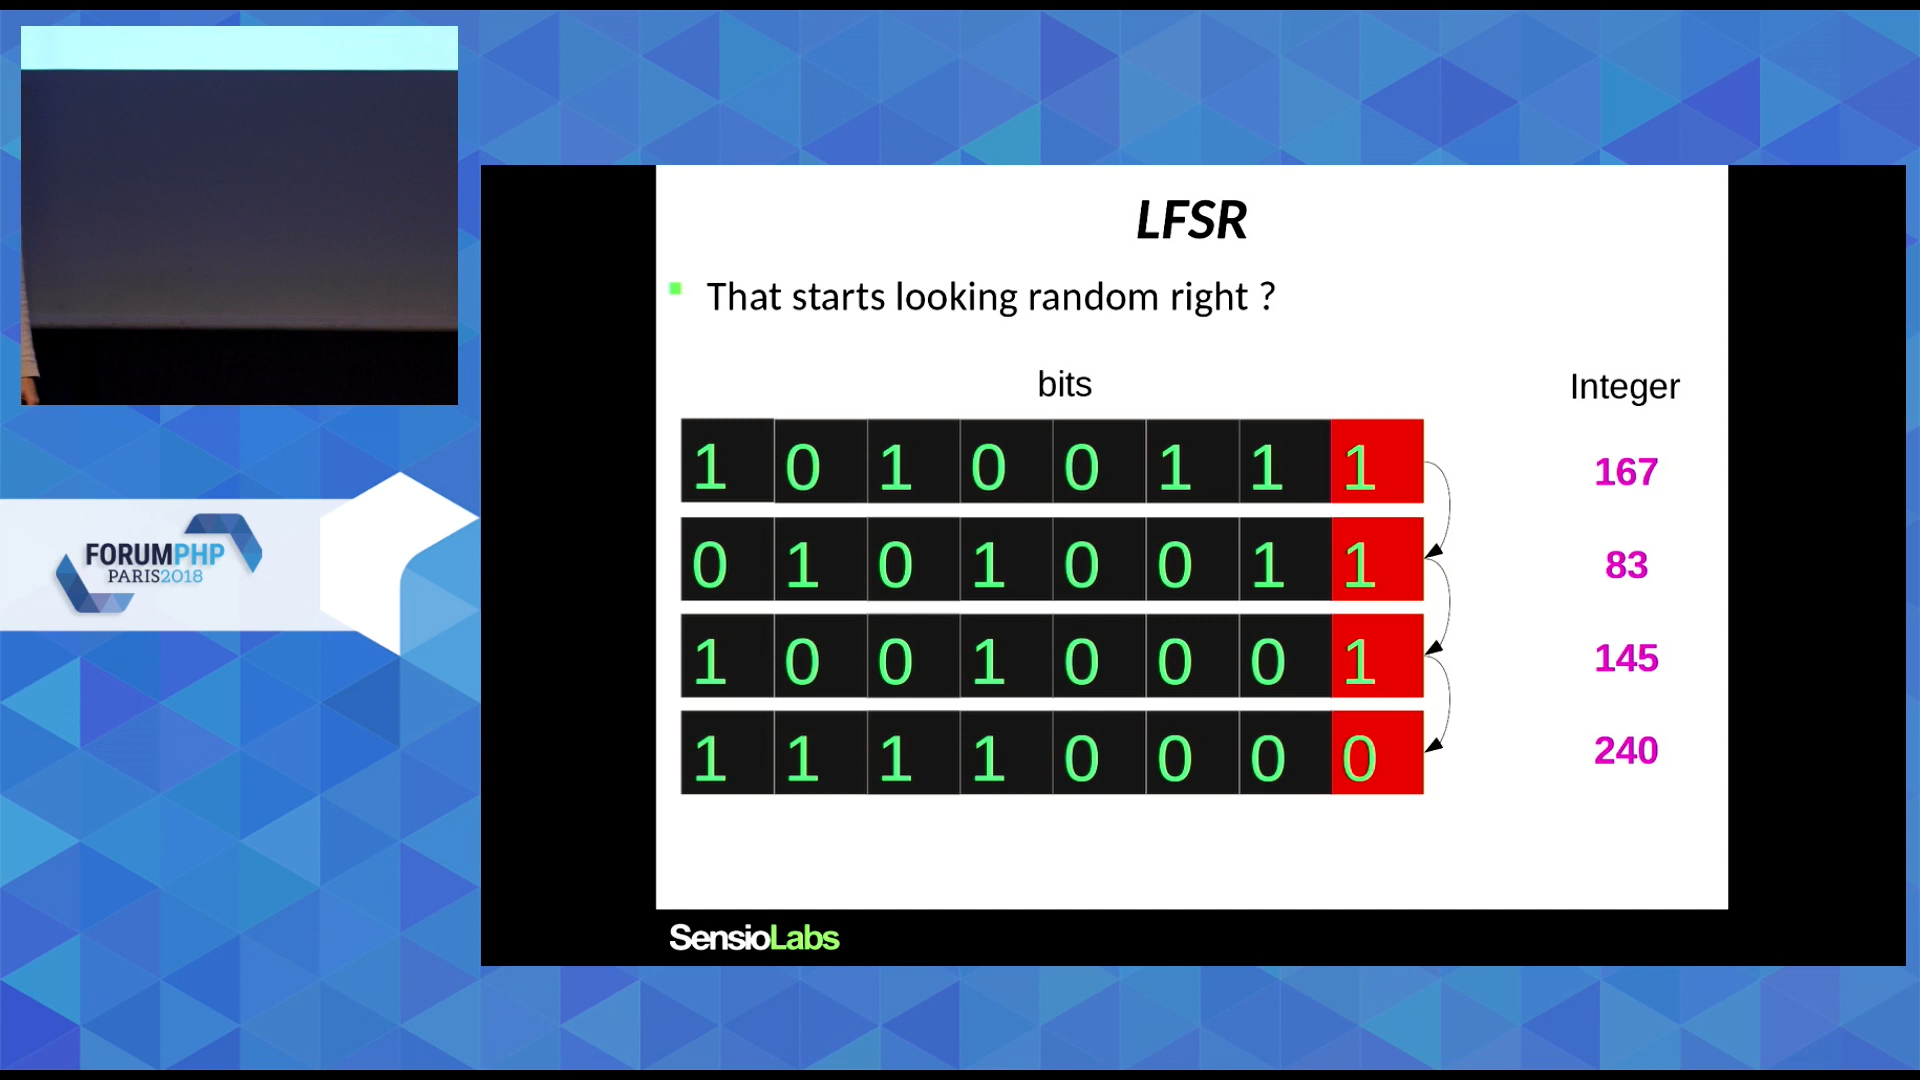 LFSR
That starts looking random right ?
bits Integer
1 0 1 0 0 1 1 1 167
0 1 0 1 0 0 1 1 83
1 0 0 1 0 0 0 1 145
1 1 1 1 0 0 0 0 240
FORUMPHP
PARIS2018
SensioLabs